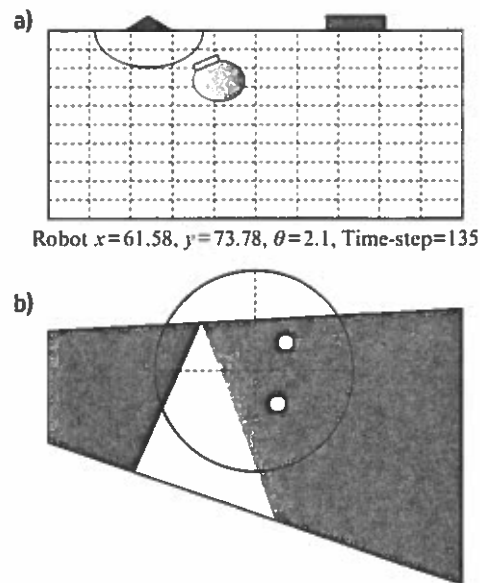 a)
Robot x=61.58, y=73.78, θ=2.1, Time-step=135
b)